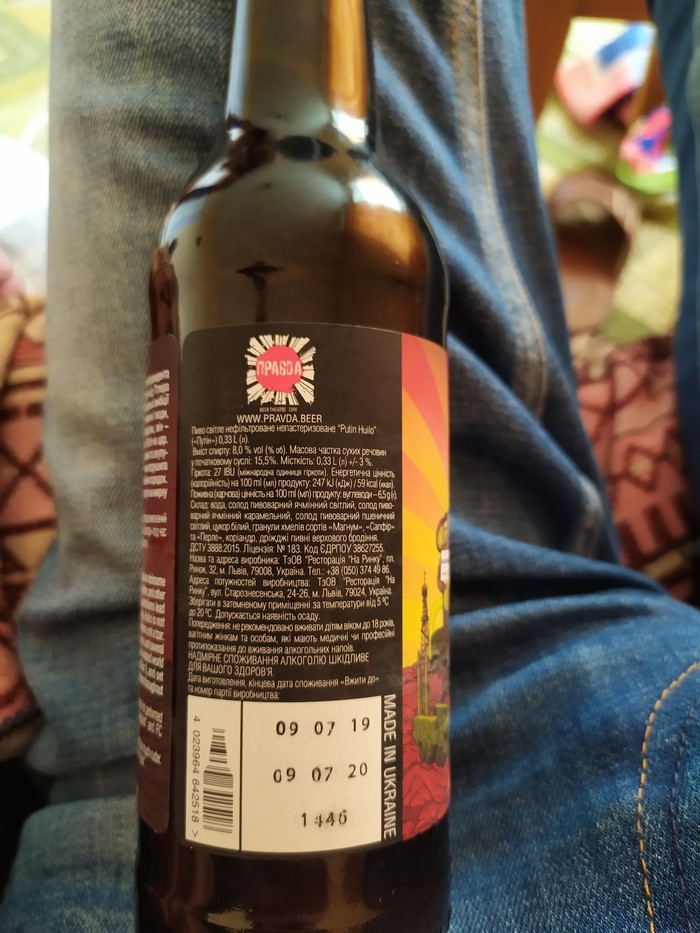 ПРАВДА
BEER THEATRE · LVIV
WWW.PRAVDA.BEER
Пиво світле нефільтроване непастеризоване "Putin Huilo"
(«Путін») 0,33 L (л).
Вміст спирту: 8,0 % vol (% об). Масова частка сухих речовин
у початковому суслі: 15,5%. Місткість: 0,33 L (л) +/- 3 %.
Гіркота: 27 IBU (міжнародна одиниця гіркоти). Енергетична цінність
(калорійність) на 100 ml (мл) продукту: 247 kJ (кДж) / 59 kcal (ккал).
Поживна (харчова) цінність на 100 ml (мл) продукту: вуглеводи – 6,5 g (г).
Склад: вода, солод пивоварний ячмінний світлий, солод пиво-
варний ячмінний карамельний, солод пивоварний пшеничний
світлий, цукор білий, гранули хмелів сортів «Магнум», «Сапфір»
та «Перле», коріандр, дріжджі пивні верхового бродіння.
ДСТУ 3888:2015. Ліцензія: № 183. Код ЄДРПОУ 38627255.
Назва та адреса виробника: ТзОВ "Ресторація "На
Ринку", пл. Ринок, 32, м. Львів, 79008, Україна. Тел.: +38 (050) 374 49 86.
Адреса потужностей виробництва: ТзОВ "Ресторація "На
Ринку", вул. Старознесенська, 24-26, м. Львів, 79024, Україна.
Зберігати в затемненому приміщенні за температури від 5 °C
до 20 °C. Допускається наявність осаду.
Попередження: не рекомендовано вживати дітям віком до 18 років,
вагітним жінкам та особам, які мають медичні чи професійні
протипоказання до вживання алкогольних напоїв.
НАДМІРНЕ СПОЖИВАННЯ АЛКОГОЛЮ ШКІДЛИВЕ
ДЛЯ ВАШОГО ЗДОРОВ'Я.
Дата виготовлення, кінцева дата споживання «Вжити до»
та номер партії виробництва:
4 023964 642518 >
09 07 19
09 07 20
1446
MADE IN UKRAINE